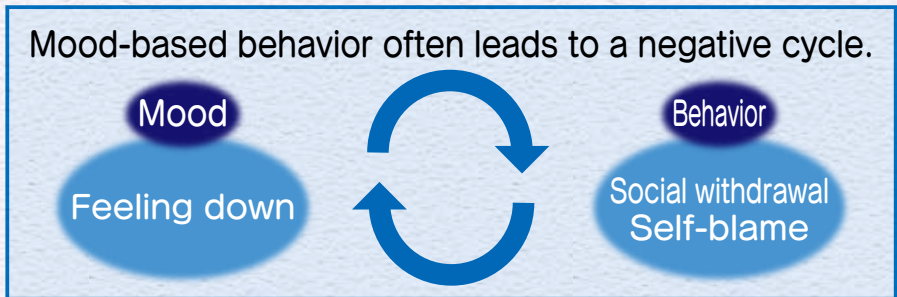 Mood-based behavior often leads to a negative cycle.
Mood
Feeling down
Behavior
Social withdrawal
Self-blame